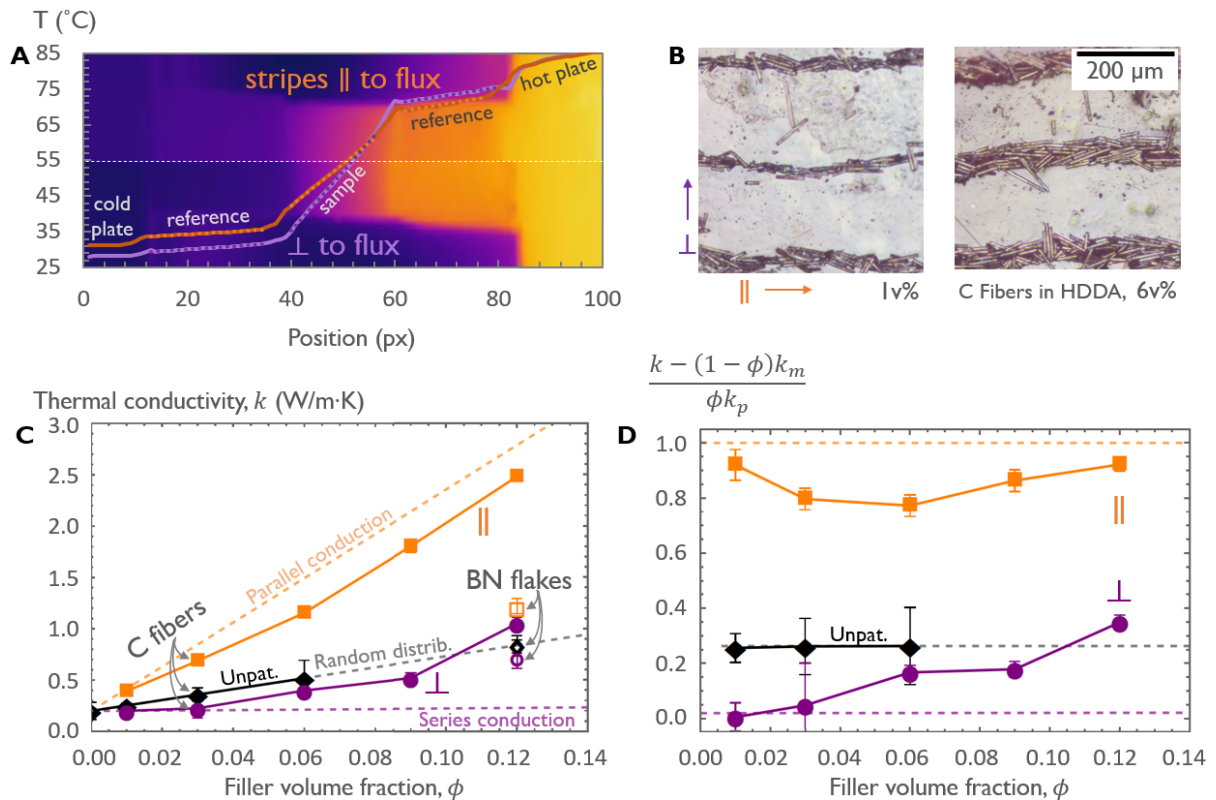 T (˚C)
A
85
75
65
55
45
35
25
stripes || to flux
hot plate
reference
sample
cold
plate
reference
⊥ to flux
0
20
40
60
80
100
Position (px)
B
200 µm
⊥
|| 1v%
C Fibers in HDDA, 6v%
Thermal conductivity, k (W/m·K)
C
3.0
2.5
2.0
1.5
1.0
0.5
0.0
Parallel conduction
||
BN flakes
C fibers
Unpat.
Random distrib.
⊥
Series conduction
0.00 0.02 0.04 0.06 0.08 0.10 0.12 0.14
Filler volume fraction, ϕ
k − (1 − ϕ)k_m
ϕk_p
D
1.0
0.8
0.6
0.4
0.2
0.0
||
⊥
Unpat.
0.00 0.02 0.04 0.06 0.08 0.10 0.12 0.14
Filler volume fraction, ϕ